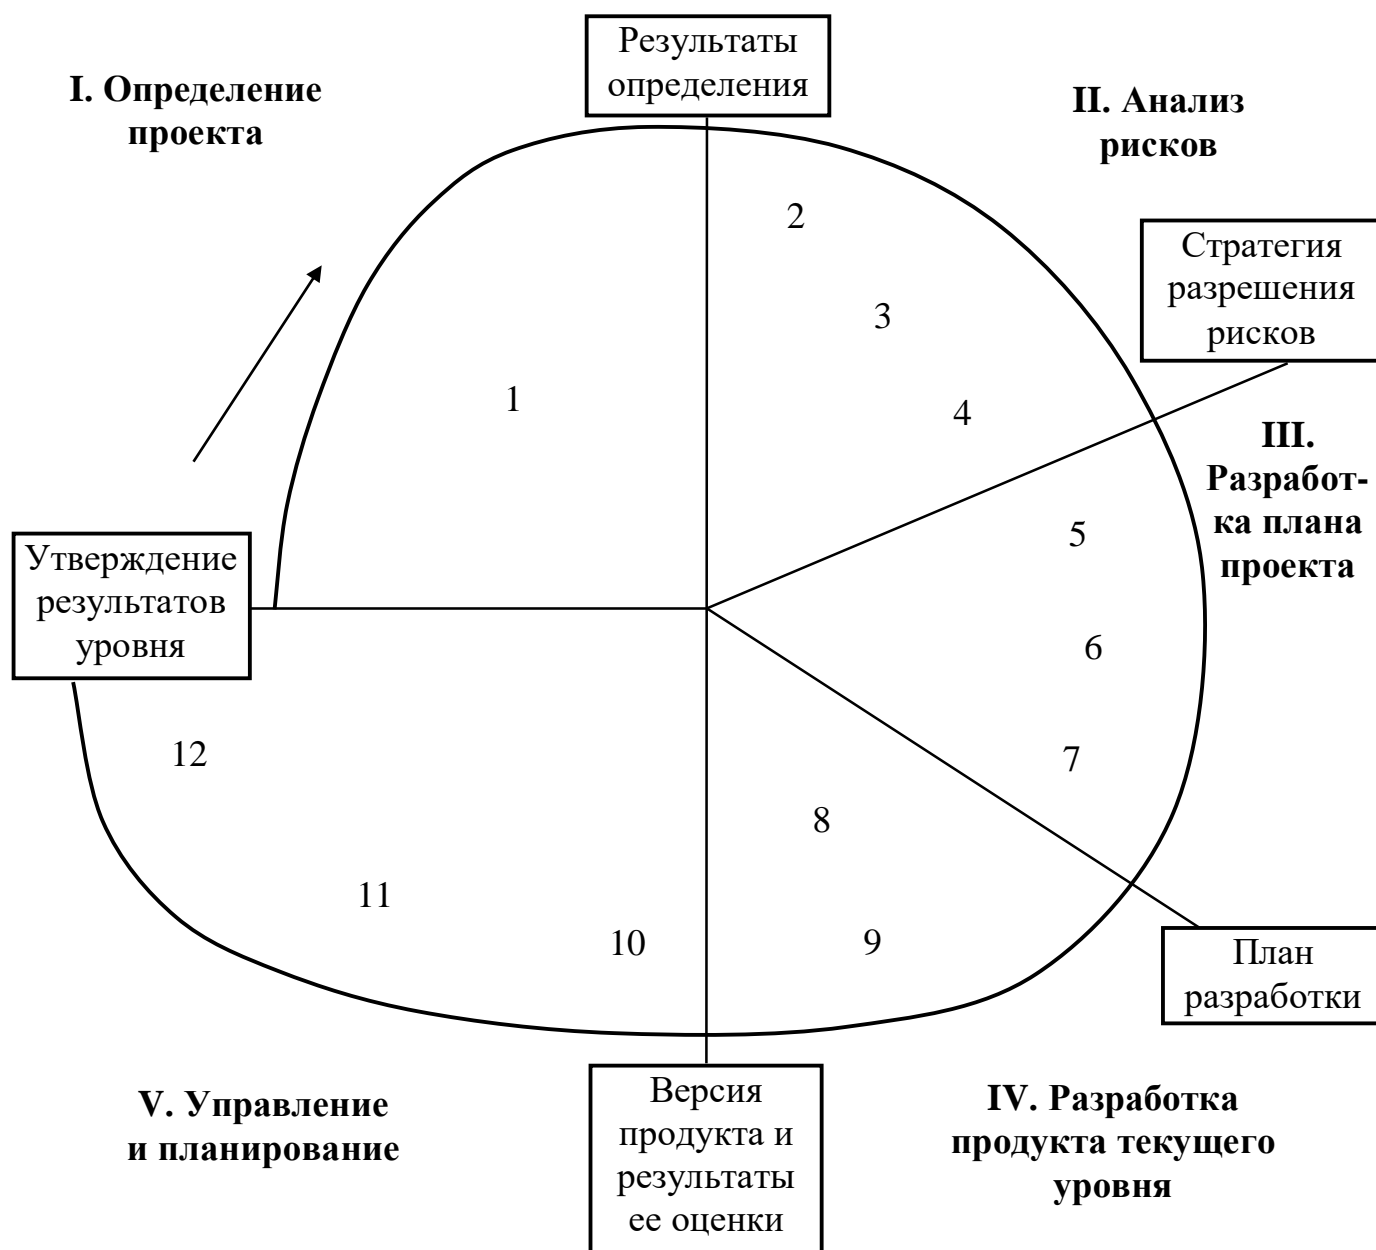 Результаты
определения
I. Определение
проекта
II. Анализ
рисков
2
Стратегия
разрешения
рисков
3
1
4
III.
Разработ-
ка плана
проекта
5
Утверждение
результатов
уровня
6
12
7
8
11
10
9
План
разработки
V. Управление
и планирование
Версия
продукта и
результаты
ее оценки
IV. Разработка
продукта текущего
уровня